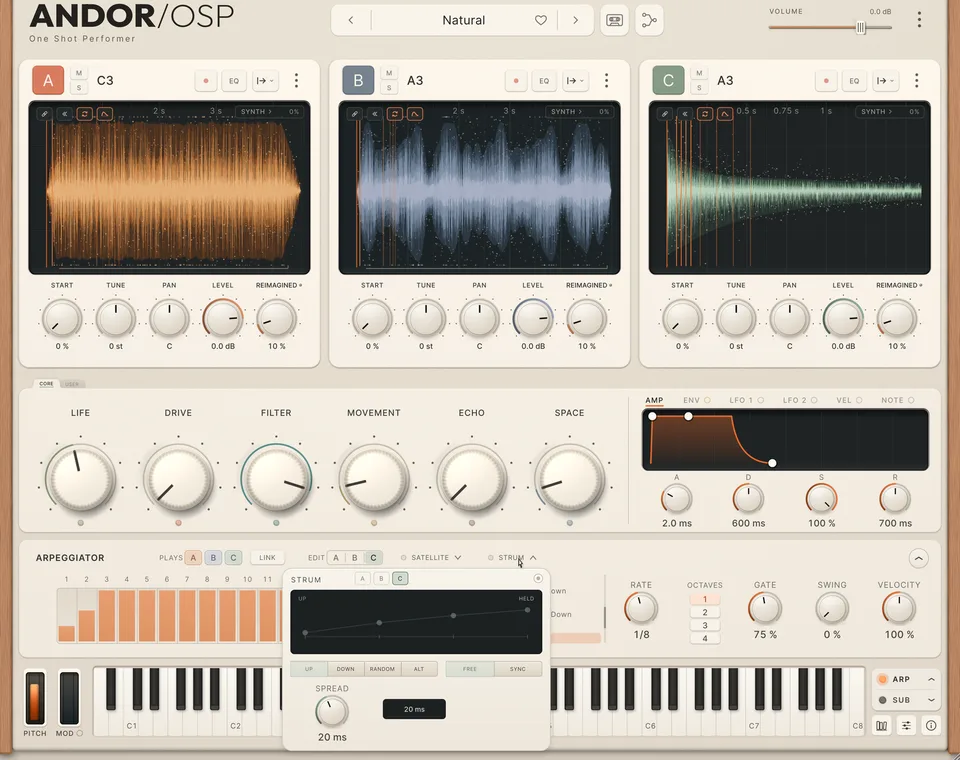 ANDOR/OSP
One Shot Performer
Natural
VOLUME 0.0 dB
A M S C3 EQ
B M S A3 EQ
C M S A3 EQ
2 s 3 s SYNTH > 0%
2 s 3 s SYNTH > 0%
0.5 s 0.75 s 1 s SYNTH > 0%
START TUNE PAN LEVEL REIMAGINED
0 % 0 st C 0.0 dB 10 %
START TUNE PAN LEVEL REIMAGINED
0 % 0 st C 0.0 dB 10 %
START TUNE PAN LEVEL REIMAGINED
0 % 0 st C 0.0 dB 10 %
CORE
LIFE DRIVE FILTER MOVEMENT ECHO SPACE
AMP ENV LFO 1 LFO 2 VEL NOTE
A D S R
2.0 ms 600 ms 100 % 700 ms
ARPEGGIATOR PLAYS A B C LINK EDIT A B C SATELLITE STRUM
1 2 3 4 5 6 7 8 9 10 11
STRUM A B C
UP HELD
UP DOWN RANDOM ALT FREE SYNC
SPREAD
20 ms
20 ms
own
Down
RATE OCTAVES GATE SWING VELOCITY
1
2
3
4
1/8 75 % 0 % 100 %
PITCH MOD
C1 C2 C6 C7 C8
ARP
SUB